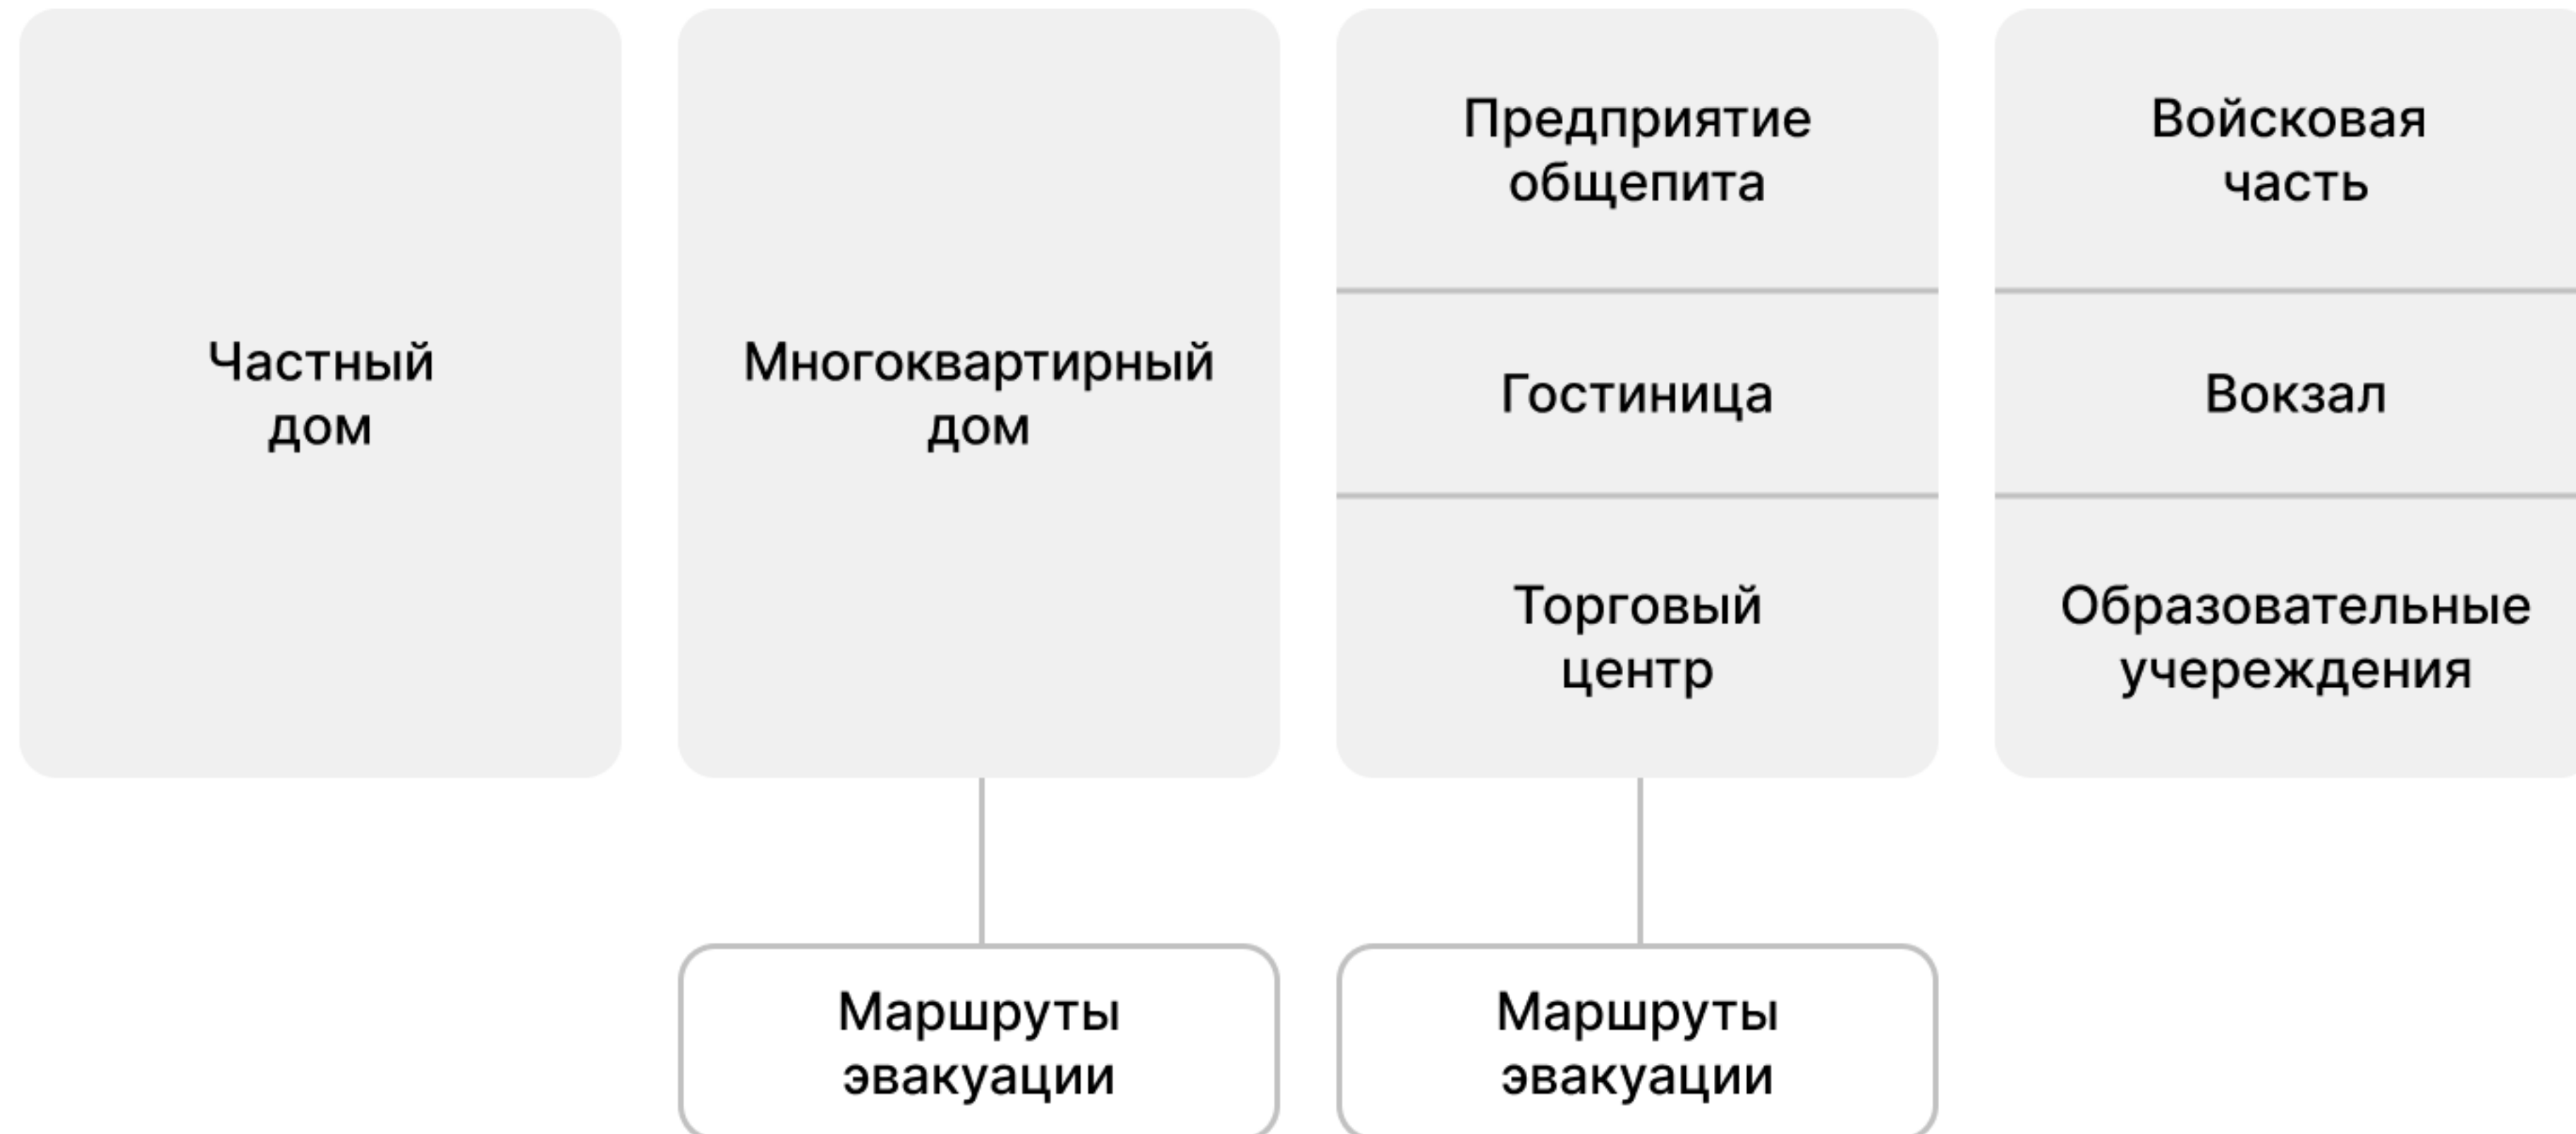 Частный
дом
Многоквартирный
дом
Предприятие
общепита
Гостиница
Торговый
центр
Войсковая
часть
Вокзал
Образовательные
учереждения
Маршруты
эвакуации
Маршруты
эвакуации